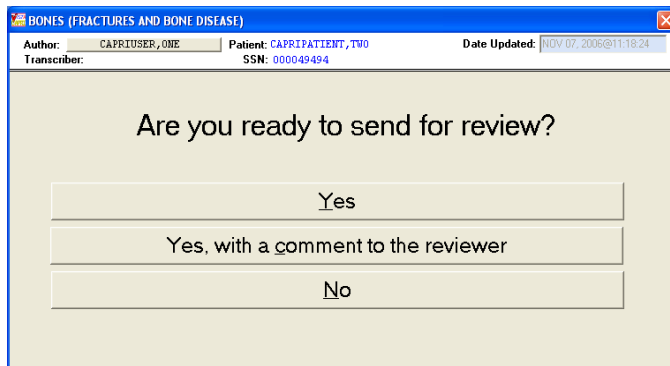 BONES (FRACTURES AND BONE DISEASE)
Author: CAPRIUSER,ONE Patient: CAPRIPATIENT,TWO Date Updated: NOV 07, 2006@11:18:24
Transcriber: SSN: 000049494
Are you ready to send for review?
Yes
Yes, with a comment to the reviewer
No